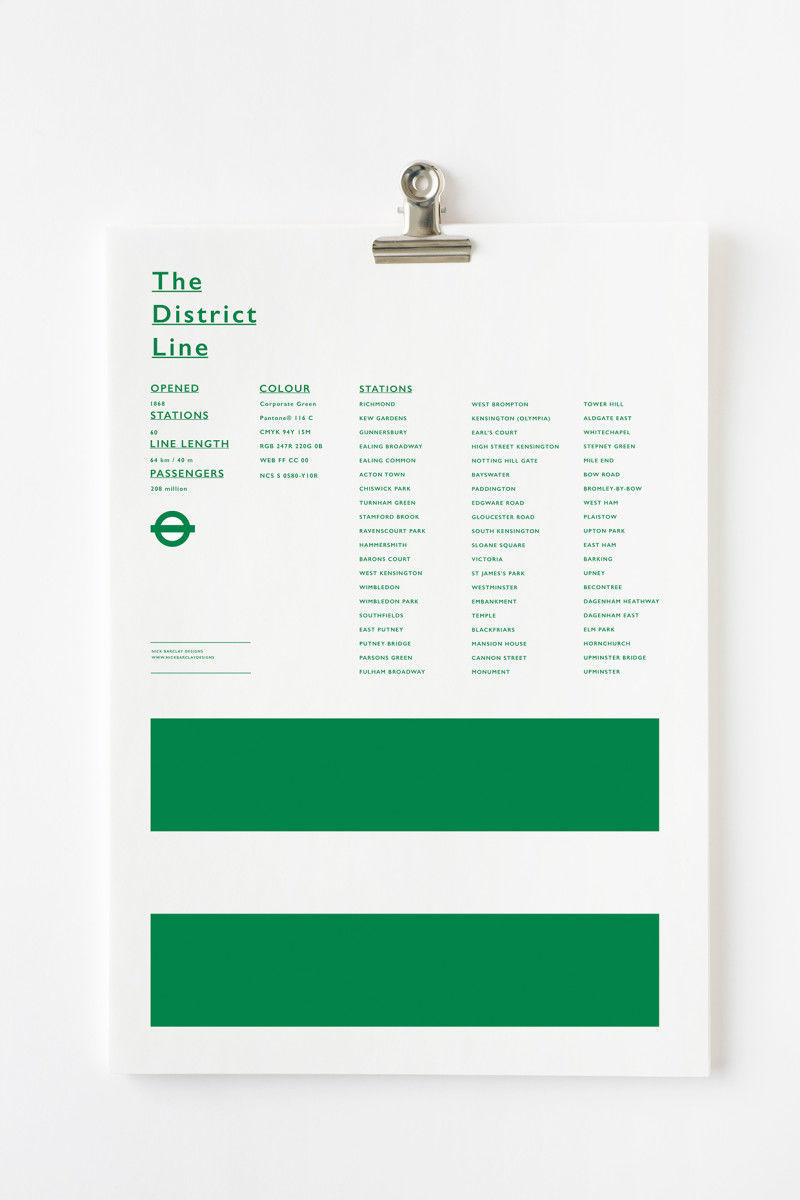 The
District
Line
OPENED
1868
STATIONS
60
LINE LENGTH
64 km / 40 m
PASSENGERS
208 million
COLOUR
Corporate Green
Pantone® 116 C
CMYK 94Y 15M
RGB 247R 220G 0B
WEB FF CC 00
NCS S 0580-Y10R
NICK BARCLAY DESIGNS
WWW.NICKBARCLAYDESIGNS
STATIONS
RICHMOND
KEW GARDENS
GUNNERSBURY
EALING BROADWAY
EALING COMMON
ACTON TOWN
CHISWICK PARK
TURNHAM GREEN
STAMFORD BROOK
RAVENSCOURT PARK
HAMMERSMITH
BARONS COURT
WEST KENSINGTON
WIMBLEDON
WIMBLEDON PARK
SOUTHFIELDS
EAST PUTNEY
PUTNEY BRIDGE
PARSONS GREEN
FULHAM BROADWAY
WEST BROMPTON
KENSINGTON (OLYMPIA)
EARL'S COURT
HIGH STREET KENSINGTON
NOTTING HILL GATE
BAYSWATER
PADDINGTON
EDGWARE ROAD
GLOUCESTER ROAD
SOUTH KENSINGTON
SLOANE SQUARE
VICTORIA
ST JAMES'S PARK
WESTMINSTER
EMBANKMENT
TEMPLE
BLACKFRIARS
MANSION HOUSE
CANNON STREET
MONUMENT
TOWER HILL
ALDGATE EAST
WHITECHAPEL
STEPNEY GREEN
MILE END
BOW ROAD
BROMLEY-BY-BOW
WEST HAM
PLAISTOW
UPTON PARK
EAST HAM
BARKING
UPNEY
BECONTREE
DAGENHAM HEATHWAY
DAGENHAM EAST
ELM PARK
HORNCHURCH
UPMINSTER BRIDGE
UPMINSTER